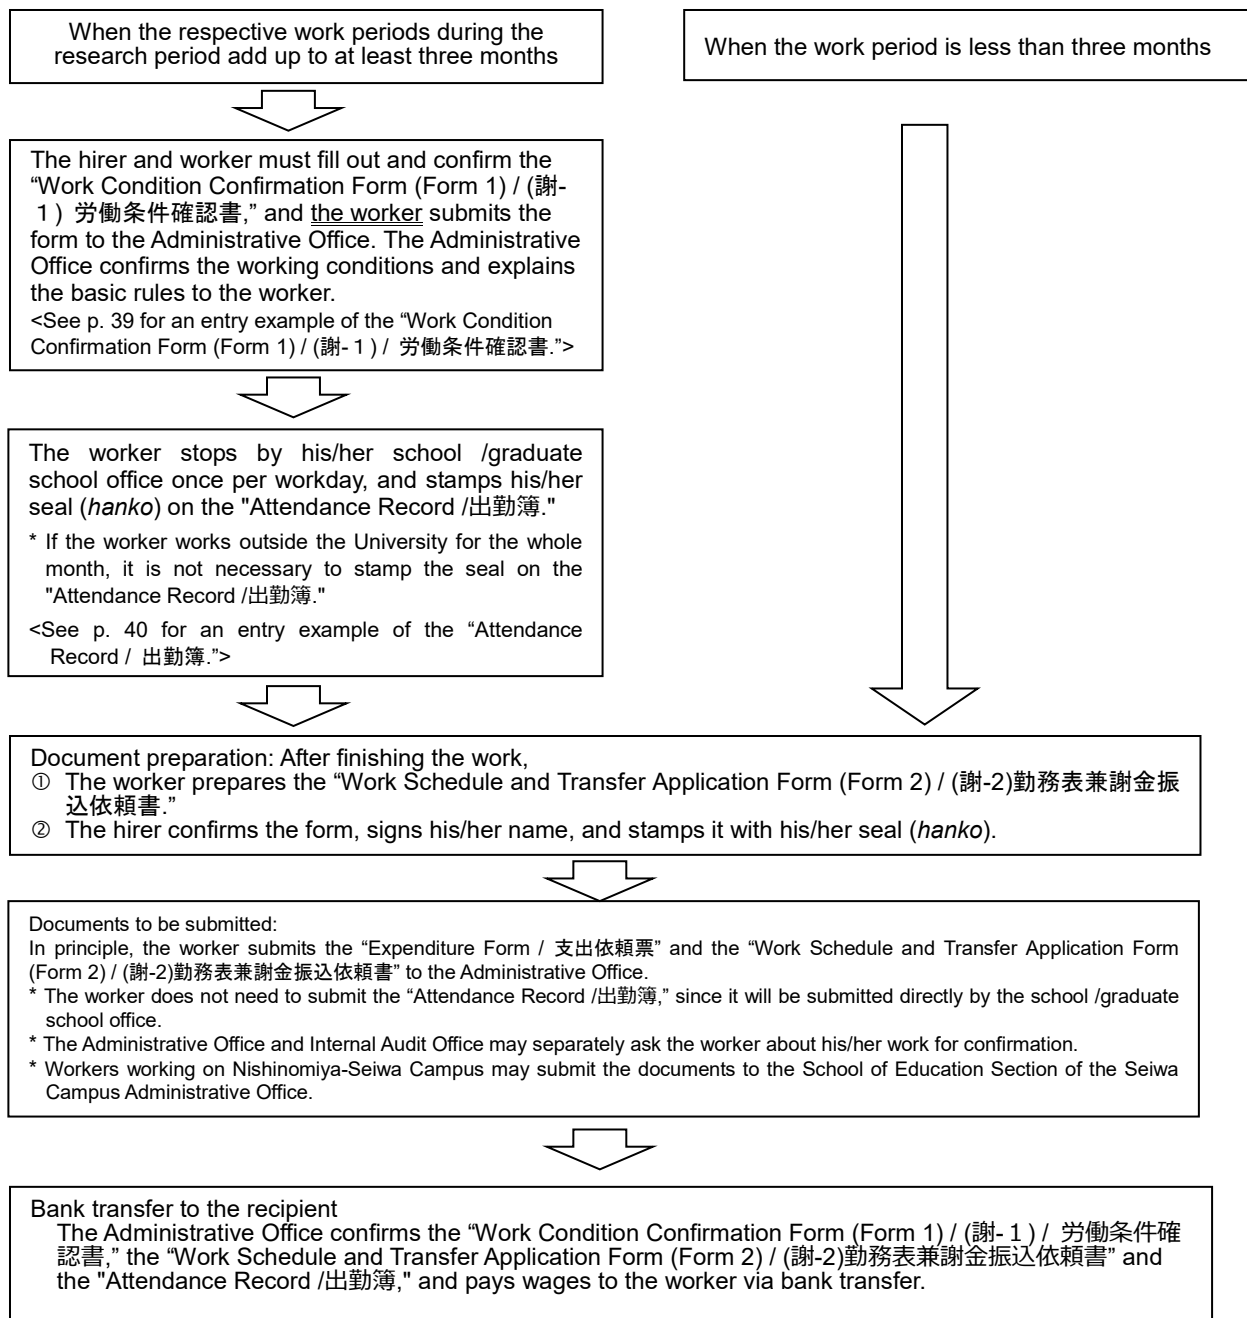 When the respective work periods during the
research period add up to at least three months
When the work period is less than three months
The hirer and worker must fill out and confirm the
“Work Condition Confirmation Form (Form 1) / (謝-
１) 労働条件確認書,” and the worker submits the
form to the Administrative Office. The Administrative
Office confirms the working conditions and explains
the basic rules to the worker.
<See p. 39 for an entry example of the “Work Condition
Confirmation Form (Form 1) / (謝-１) / 労働条件確認書.”>
The worker stops by his/her school /graduate
school office once per workday, and stamps his/her
seal (hanko) on the "Attendance Record /出勤簿."
* If the worker works outside the University for the whole
month, it is not necessary to stamp the seal on the
"Attendance Record /出勤簿."
<See p. 40 for an entry example of the “Attendance
Record / 出勤簿.”>
Document preparation: After finishing the work,
① The worker prepares the “Work Schedule and Transfer Application Form (Form 2) / (謝-2)勤務表兼謝金振
込依頼書.”
② The hirer confirms the form, signs his/her name, and stamps it with his/her seal (hanko).
Documents to be submitted:
In principle, the worker submits the “Expenditure Form / 支出依頼票” and the “Work Schedule and Transfer Application Form
(Form 2) / (謝-2)勤務表兼謝金振込依頼書” to the Administrative Office.
* The worker does not need to submit the “Attendance Record /出勤簿,” since it will be submitted directly by the school /graduate
school office.
* The Administrative Office and Internal Audit Office may separately ask the worker about his/her work for confirmation.
* Workers working on Nishinomiya-Seiwa Campus may submit the documents to the School of Education Section of the Seiwa
Campus Administrative Office.
Bank transfer to the recipient
The Administrative Office confirms the “Work Condition Confirmation Form (Form 1) / (謝-１) / 労働条件確
認書,” the “Work Schedule and Transfer Application Form (Form 2) / (謝-2)勤務表兼謝金振込依頼書” and
the "Attendance Record /出勤簿," and pays wages to the worker via bank transfer.